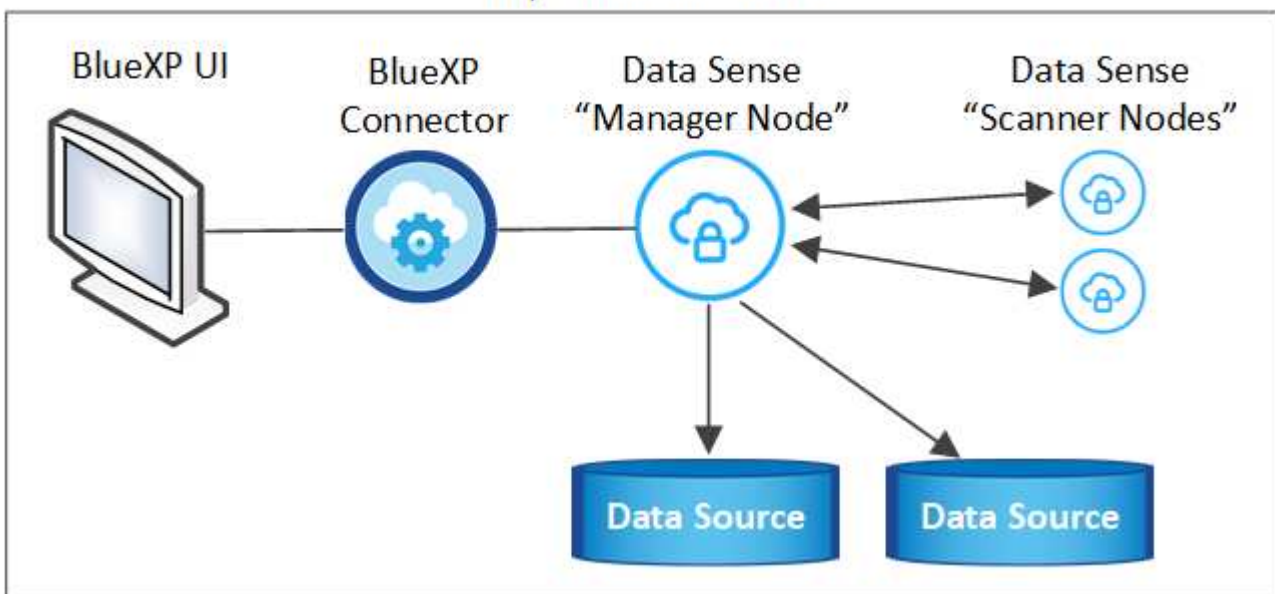 BlueXP UI
BlueXP
Connector
Data Sense
“Manager Node”
Data Sense
“Scanner Nodes”
Data Source
Data Source